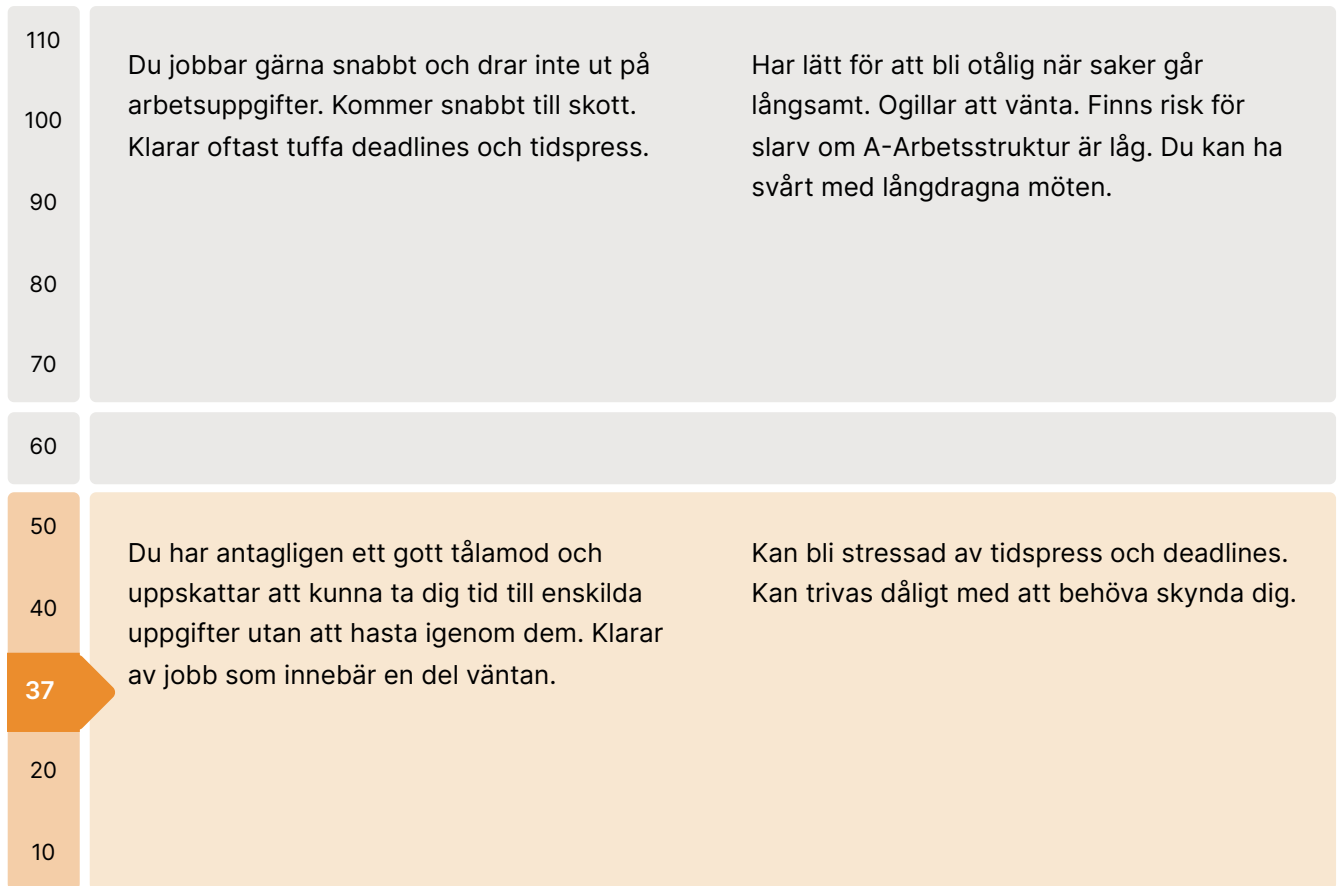 110
100
90
80
70
Du jobbar gärna snabbt och drar inte ut på
arbetsuppgifter. Kommer snabbt till skott.
Klarar oftast tuffa deadlines och tidspress.
Har lätt för att bli otålig när saker går
långsamt. Ogillar att vänta. Finns risk för
slarv om A-Arbetsstruktur är låg. Du kan ha
svårt med långdragna möten.
60
50
40
37
20
10
Du har antagligen ett gott tålamod och
uppskattar att kunna ta dig tid till enskilda
uppgifter utan att hasta igenom dem. Klarar
av jobb som innebär en del väntan.
Kan bli stressad av tidspress och deadlines.
Kan trivas dåligt med att behöva skynda dig.